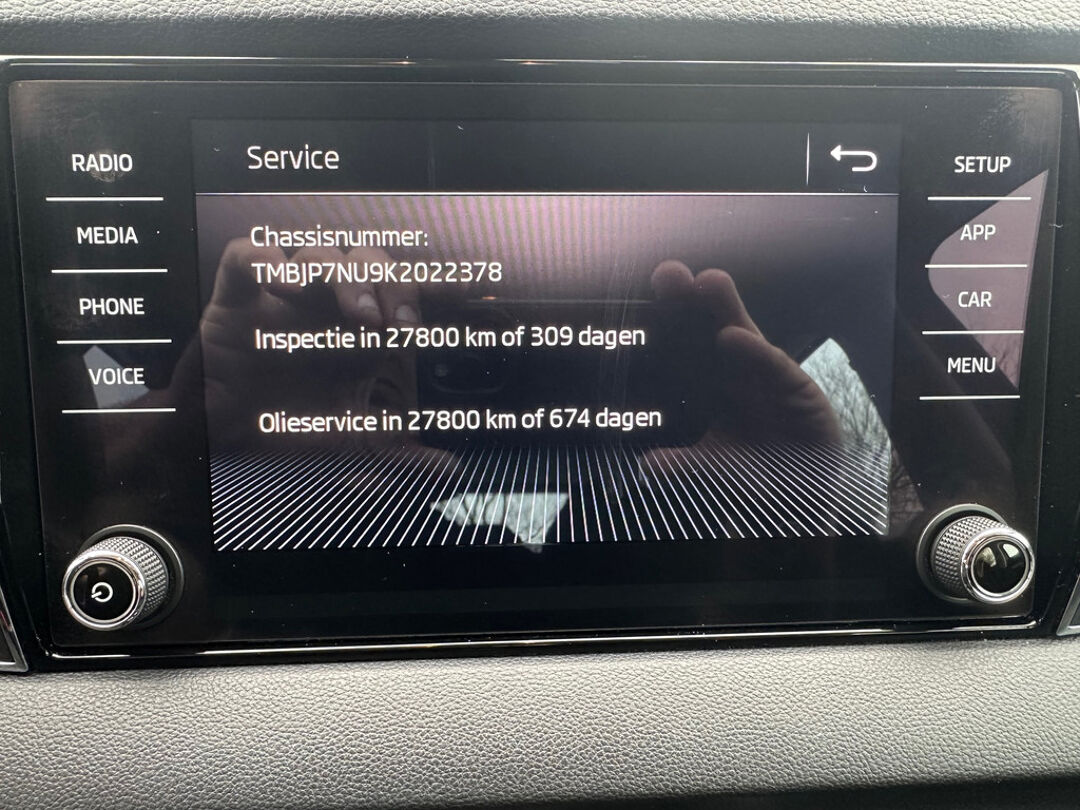 Service
RADIO
MEDIA
PHONE
VOICE
Chassisnummer:
TMBJP7NU9K2022378
Inspectie in 27800 km of 309 dagen
Olieservice in 27800 km of 674 dagen
SETUP
APP
CAR
MENU